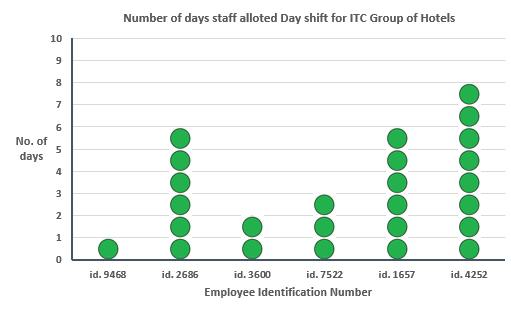 Number of days staff alloted Day shift for ITC Group of Hotels
10
9
8
7
6
5
4
3
2
1
0
No. of
days
id. 9468 id. 2686 id. 3600 id. 7522 id. 1657 id. 4252
Employee Identification Number